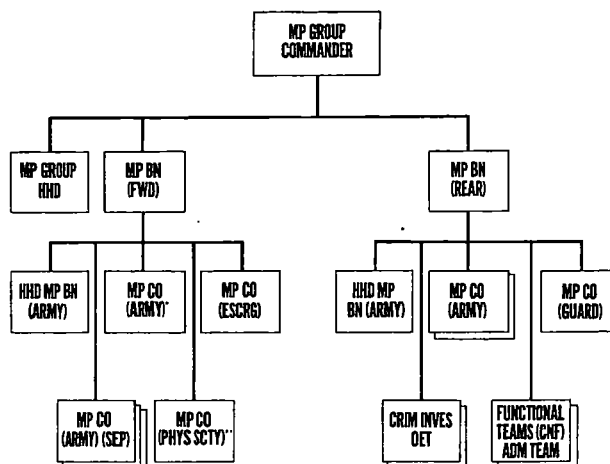 MP GROUP
COMMANDER
MP GROUP
HHD
MP BN
(FWD)
MP BN
(REAR)
HHD MP BN
(ARMY)
MP CO
(ARMY)*
MP CO
(ESCRG)
HHD MP
BN (ARMY)
MP CO
(ARMY)
MP CO
(GUARD)
MP CO
(ARMY) (SEP)
MP CO
(PHYS SCTY)**
CRIM INVES
OET
FUNCTIONAL
TEAMS (CNF)
ADM TEAM